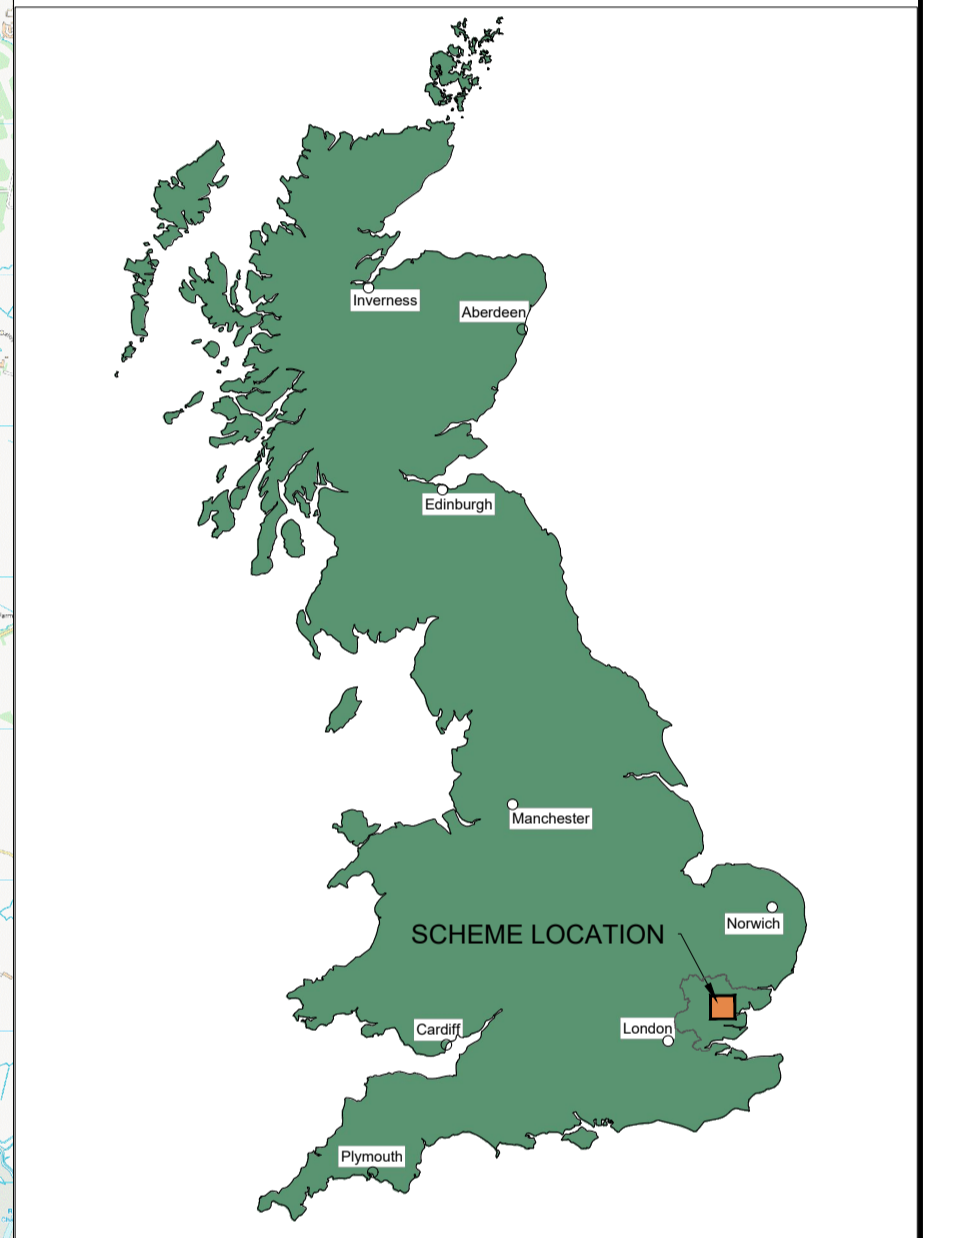 Inverness
Aberdeen
Edinburgh
Manchester
Norwich
SCHEME LOCATION
Cardiff
London
Plymouth